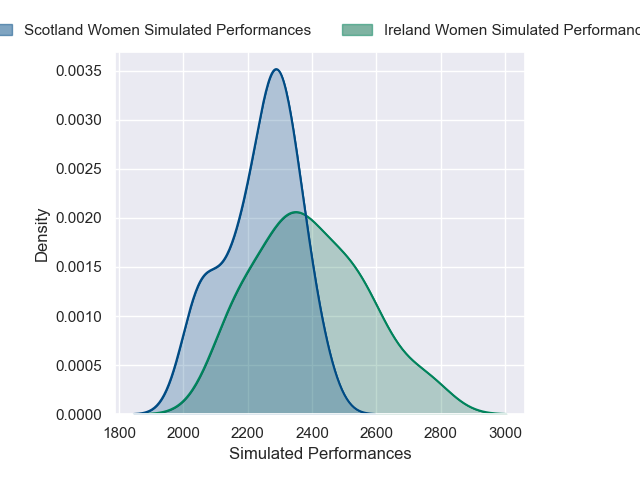 Scotland Women Simulated Performances
Ireland Women Simulated
0.0035
0.0030
0.0025
0.0020
0.0015
0.0010
0.0005
0.0000
Density
1800 2000 2200 2400 2600 2800 3000
Simulated Performances